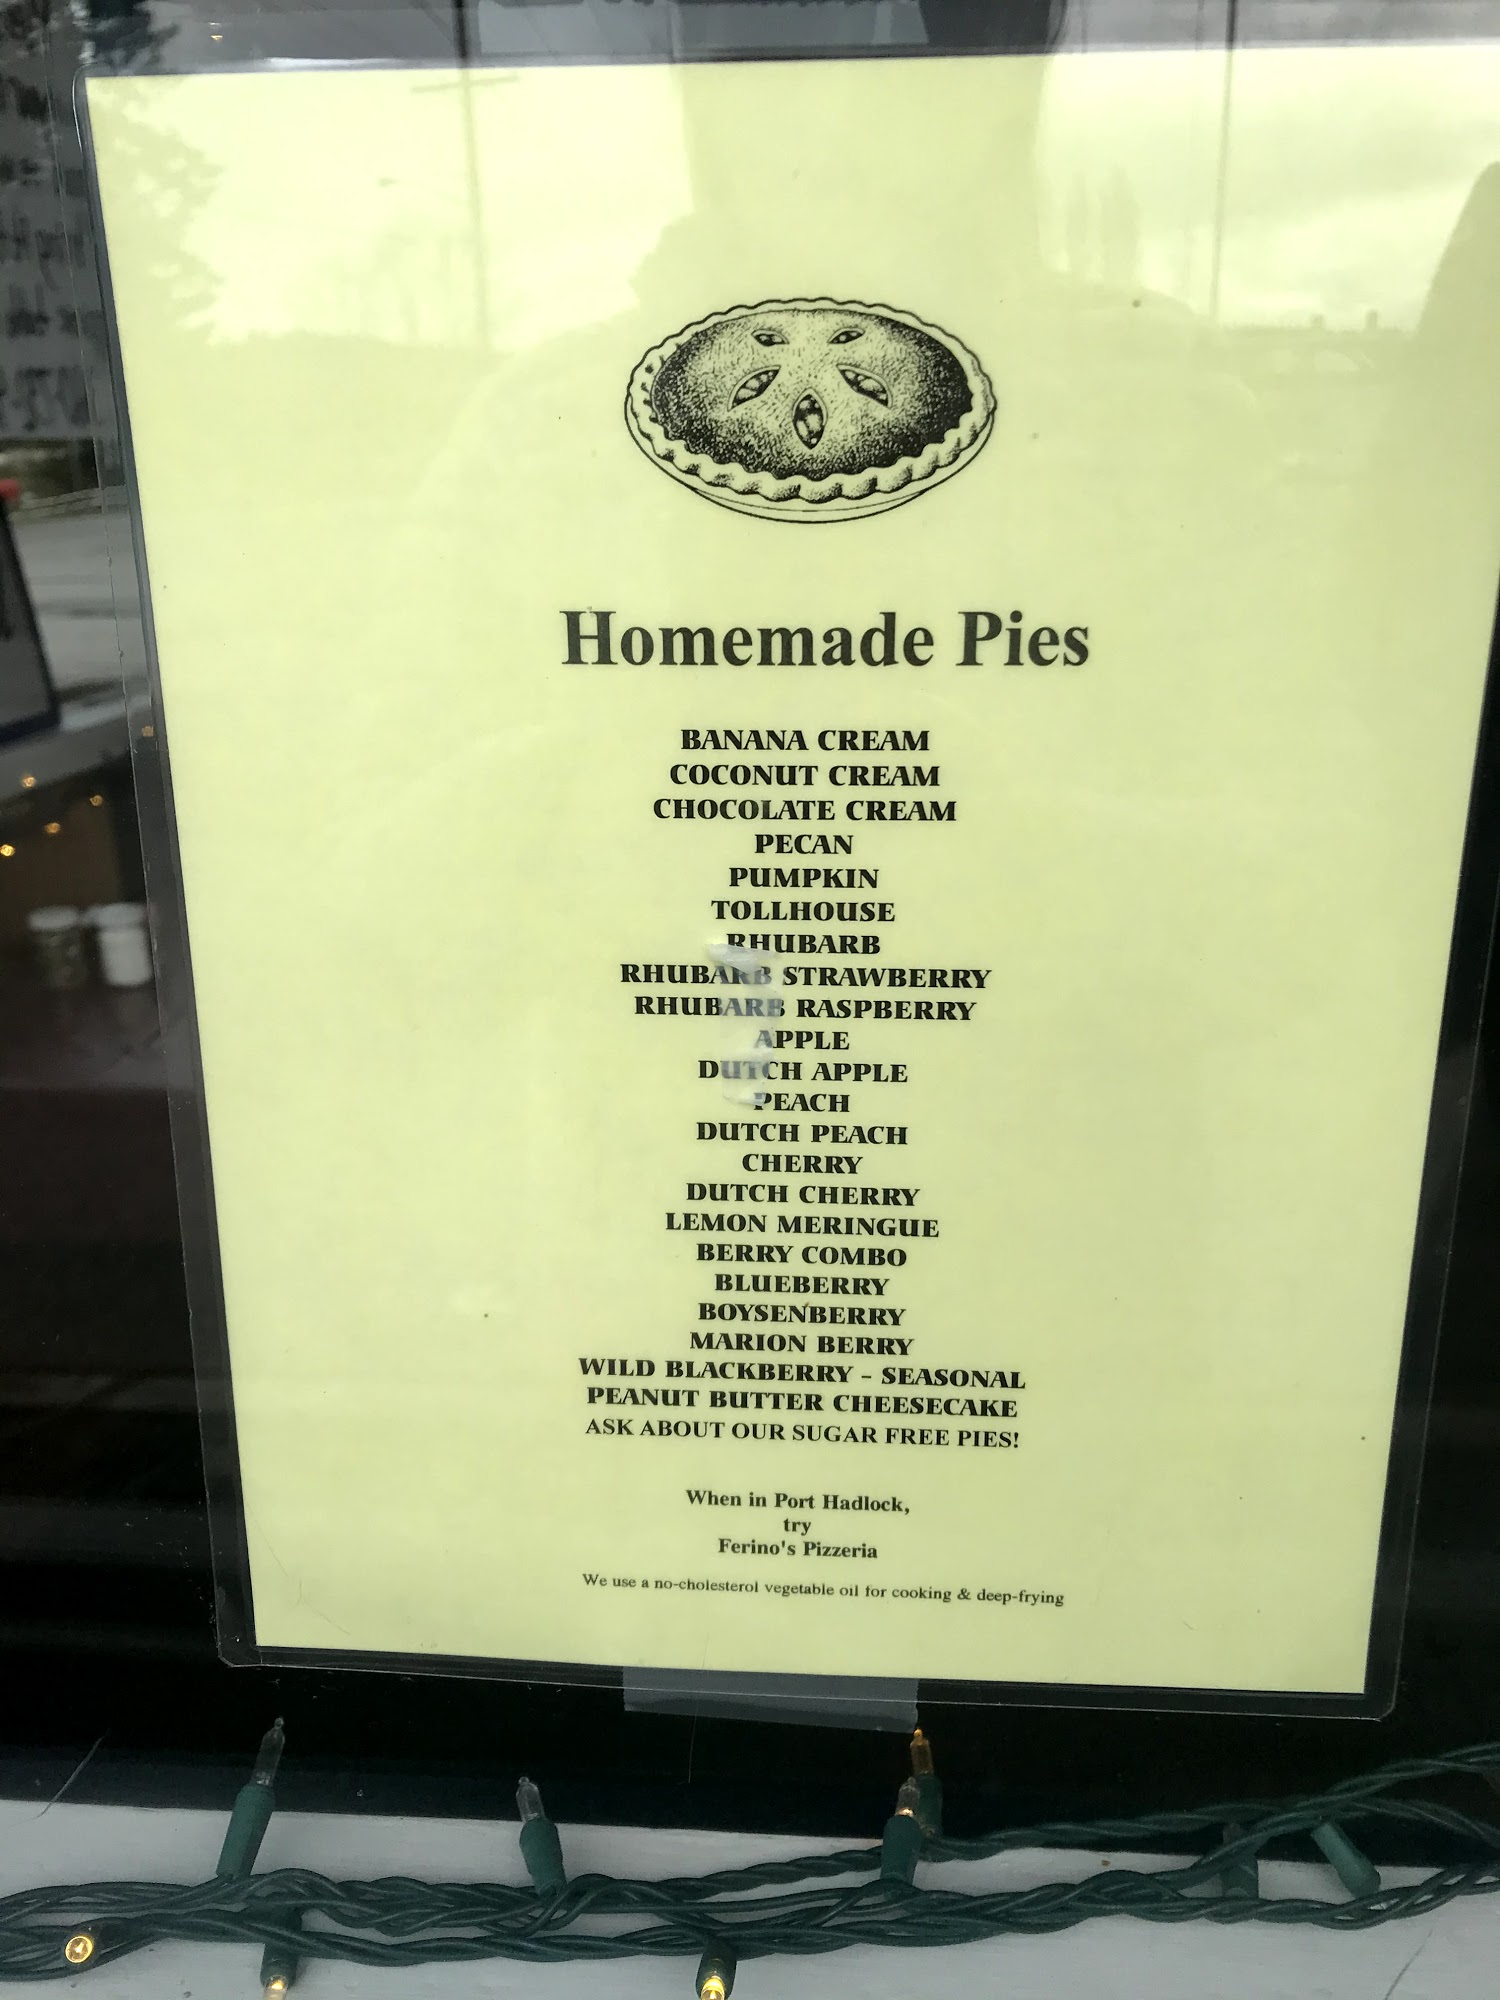 Homemade Pies
BANANA CREAM
COCONUT CREAM
CHOCOLATE CREAM
PECAN
PUMPKIN
TOLLHOUSE
RHUBARB
RHUBARB STRAWBERRY
RHUBARB RASPBERRY
APPLE
DUTCH APPLE
PEACH
DUTCH PEACH
CHERRY
DUTCH CHERRY
LEMON MERINGUE
BERRY COMBO
BLUEBERRY
BOYSENBERRY
MARION BERRY
WILD BLACKBERRY - SEASONAL
PEANUT BUTTER CHEESECAKE
ASK ABOUT OUR SUGAR FREE PIES!
When in Port Hadlock,
try
Ferino's Pizzeria
We use a no-cholesterol vegetable oil for cooking & deep-frying